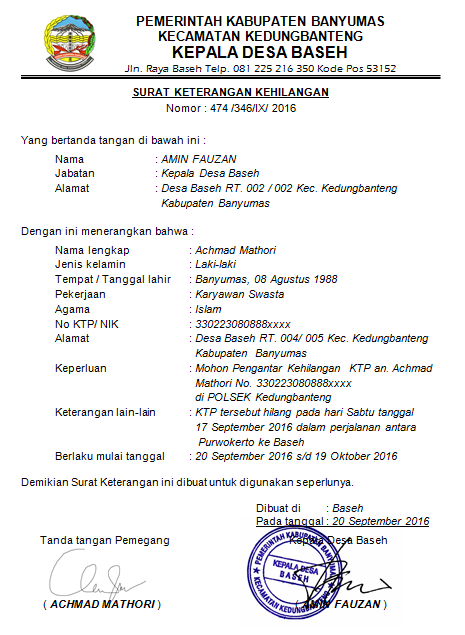 PEMERINTAH KABUPATEN BANYUMAS
KECAMATAN KEDUNGBANTENG
KEPALA DESA BASEH
Jln. Raya Baseh Telp. 081 225 216 350 Kode Pos 53152
SURAT KETERANGAN KEHILANGAN
Nomor : 474 /346/IX/ 2016
Yang bertanda tangan di bawah ini :
Nama : AMIN FAUZAN
Jabatan : Kepala Desa Baseh
Alamat : Desa Baseh RT. 002 / 002 Kec. Kedungbanteng
Kabupaten Banyumas
Dengan ini menerangkan bahwa :
Nama lengkap : Achmad Mathori
Jenis kelamin : Laki-laki
Tempat / Tanggal lahir : Banyumas, 08 Agustus 1988
Pekerjaan : Karyawan Swasta
Agama : Islam
No KTP/ NIK : 330223080888xxxx
Alamat : Desa Baseh RT. 004/ 005 Kec. Kedungbanteng
Kabupaten Banyumas
Keperluan : Mohon Pengantar Kehilangan KTP an. Achmad
Mathori No. 330223080888xxxx
di POLSEK Kedungbanteng
Keterangan lain-lain : KTP tersebut hilang pada hari Sabtu tanggal
17 September 2016 dalam perjalanan antara
Purwokerto ke Baseh
Berlaku mulai tanggal : 20 September 2016 s/d 19 Oktober 2016
Demikian Surat Keterangan ini dibuat untuk digunakan seperlunya.
Dibuat di : Baseh
Pada tanggal : 20 September 2016
Tanda tangan Pemegang
Kepala Desa Baseh
PEMERINTAH KABUPATEN BANYUMAS
KEPALA DESA
BASEH
KECAMATAN KEDUNGBANTENG
( ACHMAD MATHORI )
( AMIN FAUZAN )